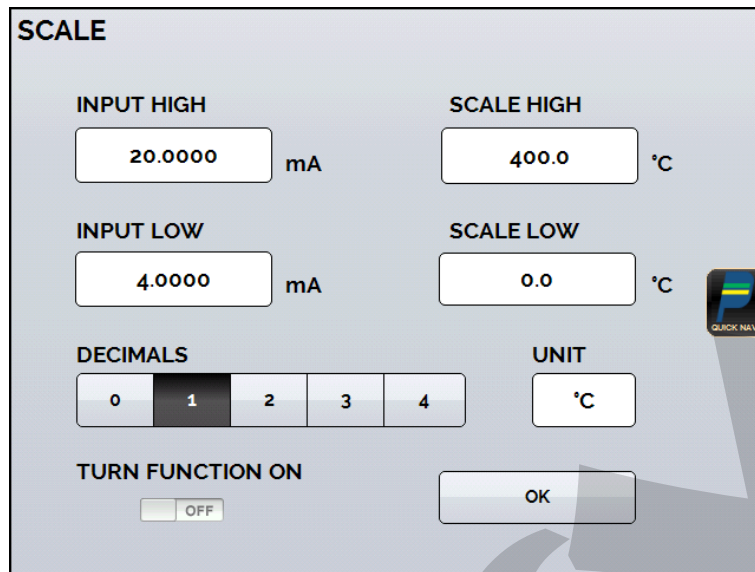 SCALE
INPUT HIGH SCALE HIGH
20.0000 mA 400.0 °C
INPUT LOW SCALE LOW
4.0000 mA 0.0 °C
QUICK NAV
DECIMALS UNIT
0 1 2 3 4 °C
TURN FUNCTION ON
OFF OK